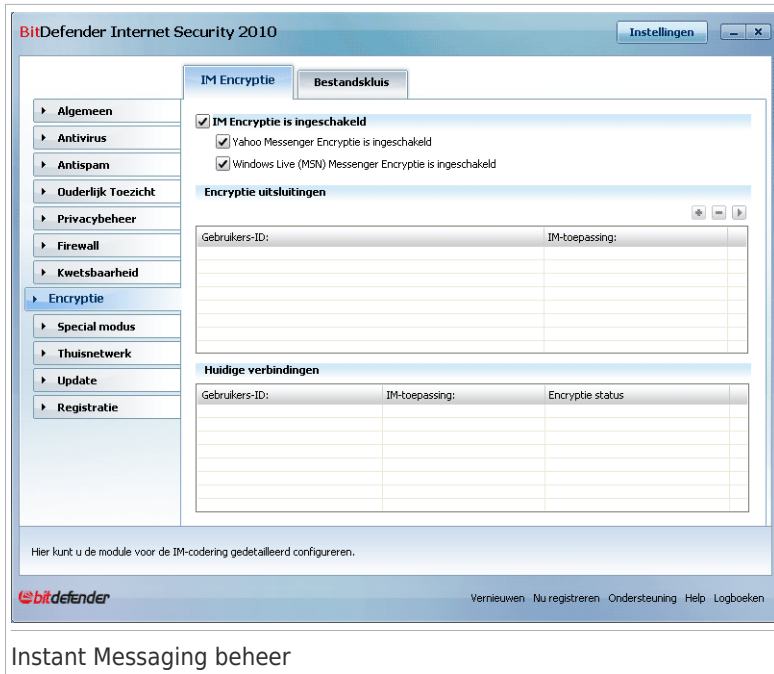 BitDefender Internet Security 2010
Instellingen
IM Encryptie
Bestandskluis
Algemeen
Antivirus
Antispam
Ouderlijk Toezicht
Privacybeheer
Firewall
Kwetsbaarheid
Encryptie
Special modus
Thuisnetwerk
Update
Registratie
IM Encryptie is ingeschakeld
Yahoo Messenger Encryptie is ingeschakeld
Windows Live (MSN) Messenger Encryptie is ingeschakeld
Encryptie uitsluitingen
Gebruikers-ID: IM-toepassing:
Huidige verbindingen
Gebruikers-ID: IM-toepassing: Encryptie status
Hier kunt u de module voor de IM-codering gedetailleerd configureren.
bitdefender
Vernieuwen Nu registreren Ondersteuning Help Logboeken
Instant Messaging beheer